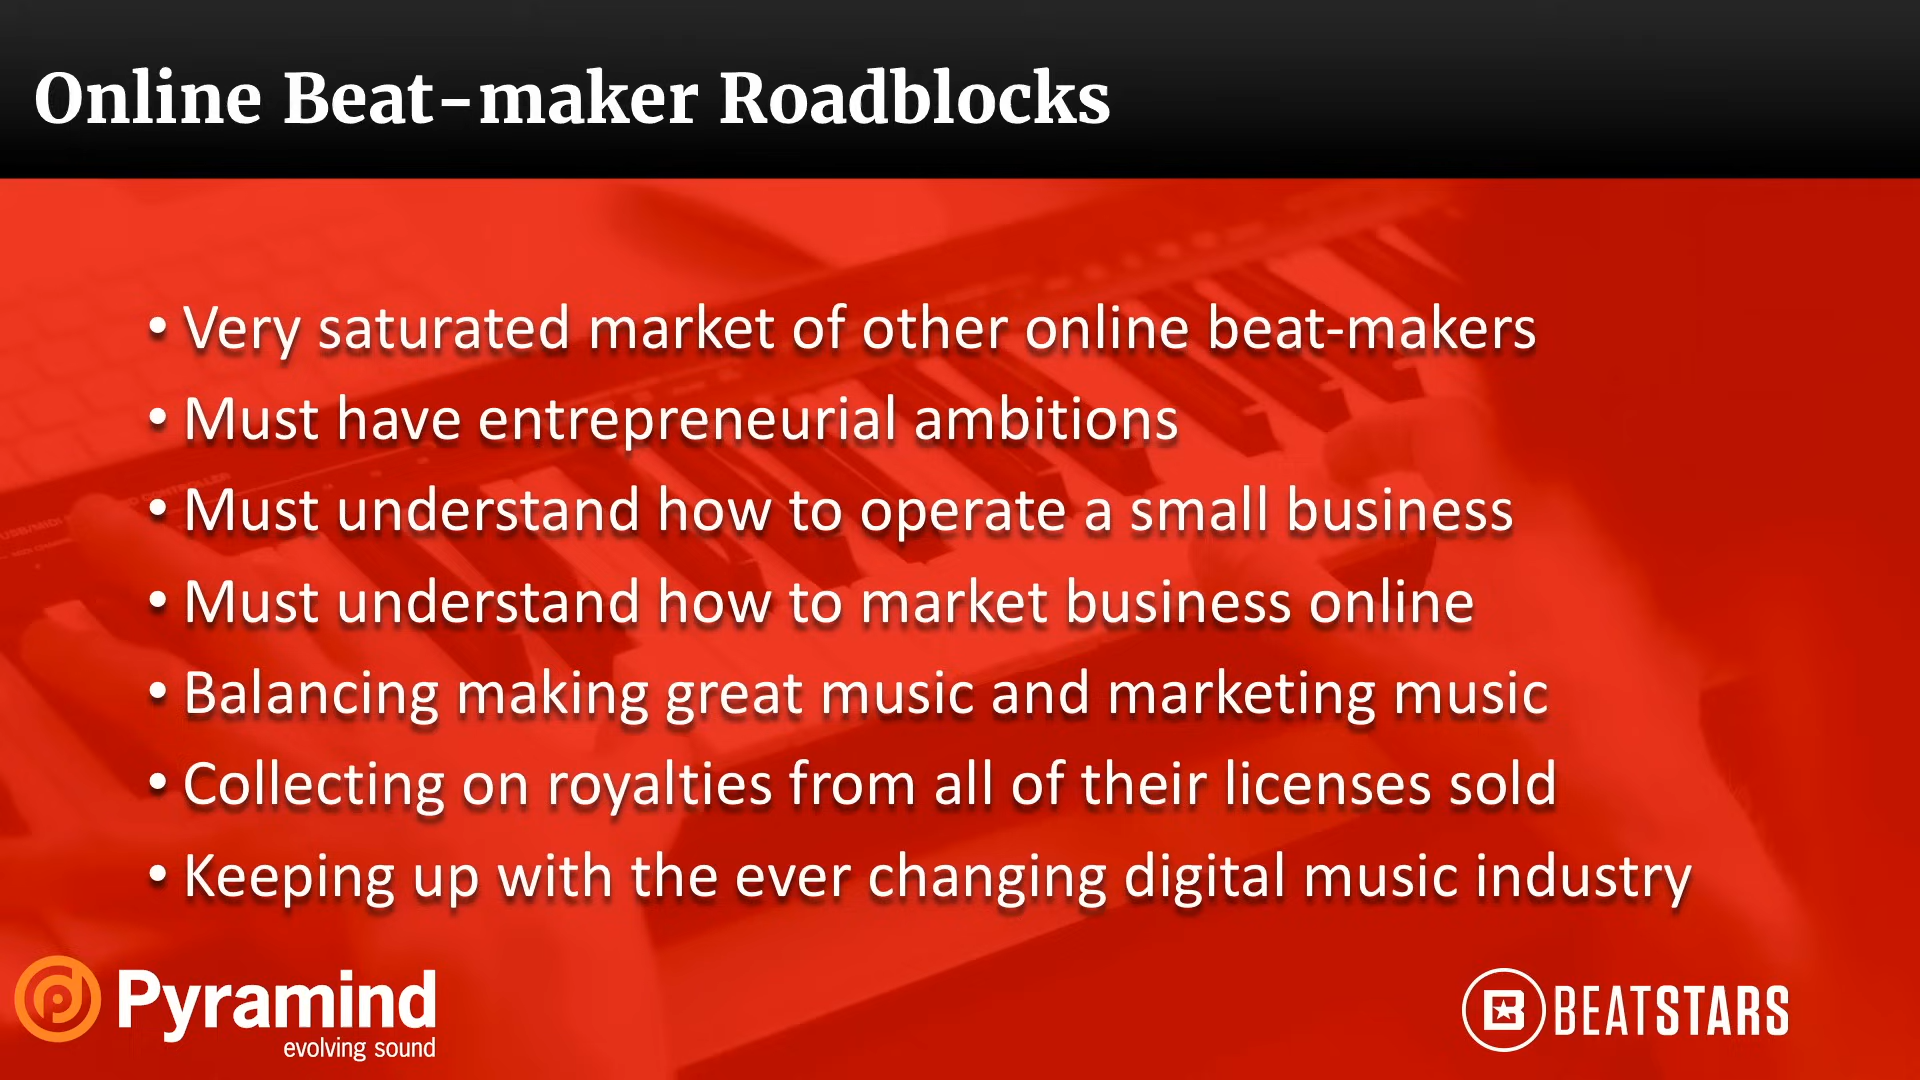 Online Beat-maker Roadblocks
• Very saturated market of other online beat-makers
• Must have entrepreneurial ambitions
• Must understand how to operate a small business
• Must understand how to market business online
• Balancing making great music and marketing music
• Collecting on royalties from all of their licenses sold
• Keeping up with the ever changing digital music industry
Pyramind
evolving sound
B BEATSTARS